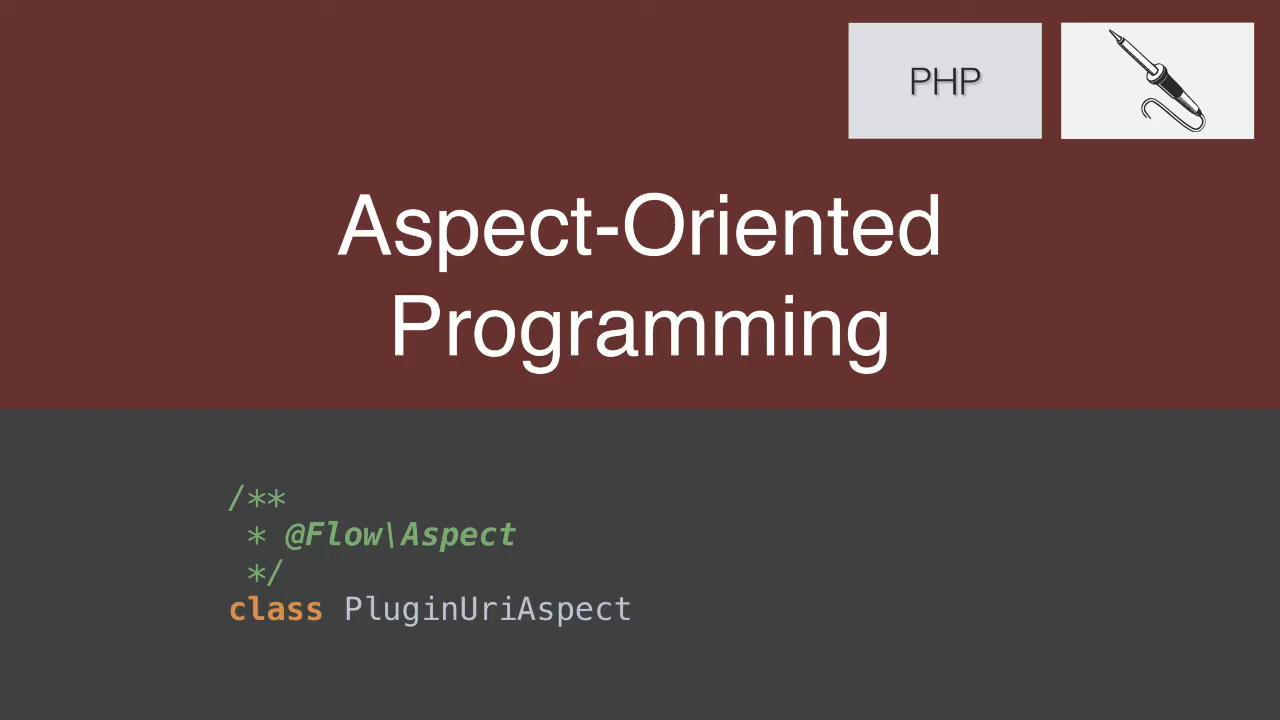 PHP
Aspect-Oriented
Programming
/**
 * @Flow\Aspect
 */
class PluginUriAspect